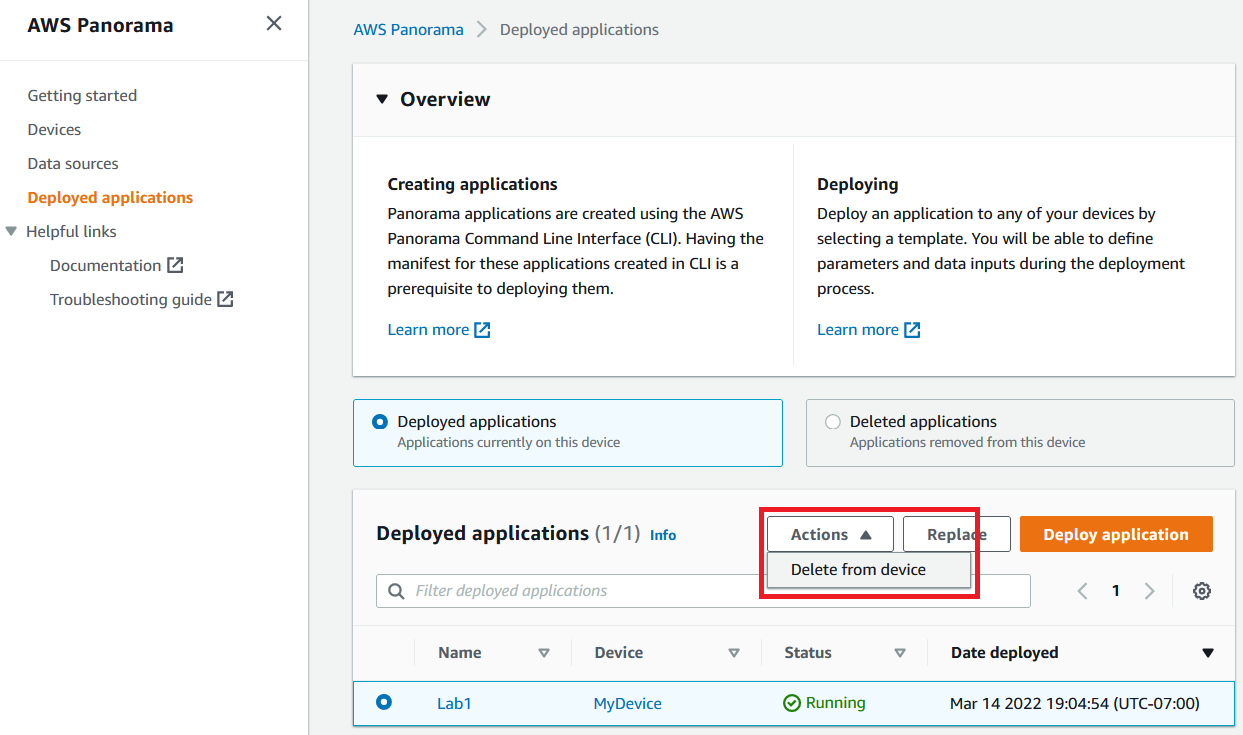 AWS Panorama
Getting started
Devices
Data sources
Deployed applications
Helpful links
Documentation
Troubleshooting guide
AWS Panorama > Deployed applications
Overview
Creating applications
Panorama applications are created using the AWS
Panorama Command Line Interface (CLI). Having the
manifest for these applications created in CLI is a
prerequisite to deploying them.
Learn more
Deploying
Deploy an application to any of your devices by
selecting a template. You will be able to define
parameters and data inputs during the deployment
process.
Learn more
Deployed applications
Applications currently on this device
Deleted applications
Applications removed from this device
Deployed applications (1/1) Info
Actions Replace Deploy application
Delete from device
Filter deployed applications
1
Name Device Status Date deployed
Lab1 MyDevice Running Mar 14 2022 19:04:54 (UTC-07:00)